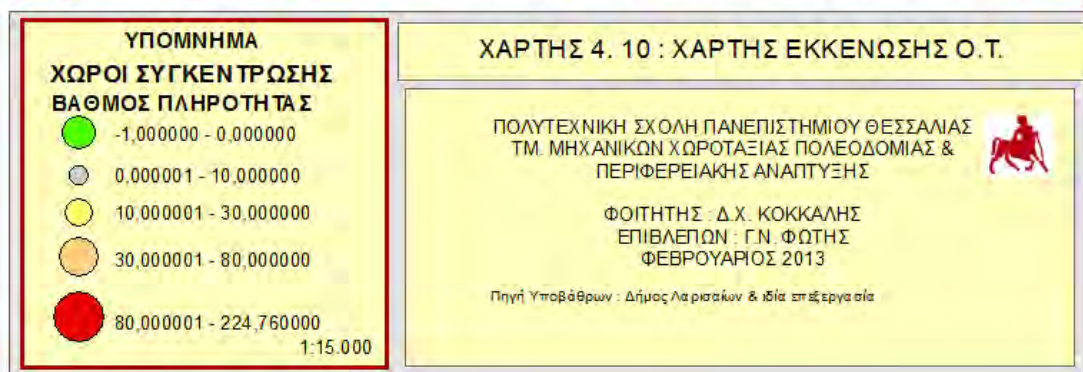 ΥΠΟΜΝΗΜΑ
ΧΩΡΟΙ ΣΥΓΚΕΝΤΡΩΣΗΣ
ΒΑΘΜΟΣ ΠΛΗΡΟΤΗΤΑΣ
-1,000000 - 0,000000
0,000001 - 10,000000
10,000001 - 30,000000
30,000001 - 80,000000
80,000001 - 224,760000
1:15.000
ΧΑΡΤΗΣ 4. 10 : ΧΑΡΤΗΣ ΕΚΚΕΝΩΣΗΣ Ο.Τ.
ΠΟΛΥΤΕΧΝΙΚΗ ΣΧΟΛΗ ΠΑΝΕΠΙΣΤΗΜΙΟΥ ΘΕΣΣΑΛΙΑΣ
ΤΜ. ΜΗΧΑΝΙΚΩΝ ΧΩΡΟΤΑΞΙΑΣ ΠΟΛΕΟΔΟΜΙΑΣ &
ΠΕΡΙΦΕΡΕΙΑΚΗΣ ΑΝΑΠΤΥΞΗΣ
ΦΟΙΤΗΤΗΣ : Δ.Χ. ΚΟΚΚΑΛΗΣ
ΕΠΙΒΛΕΠΩΝ : Γ.Ν. ΦΩΤΗΣ
ΦΕΒΡΟΥΑΡΙΟΣ 2013
Πηγή Υποβάθρων : Δήμος Λαρισαίων & ιδία επεξεργασία